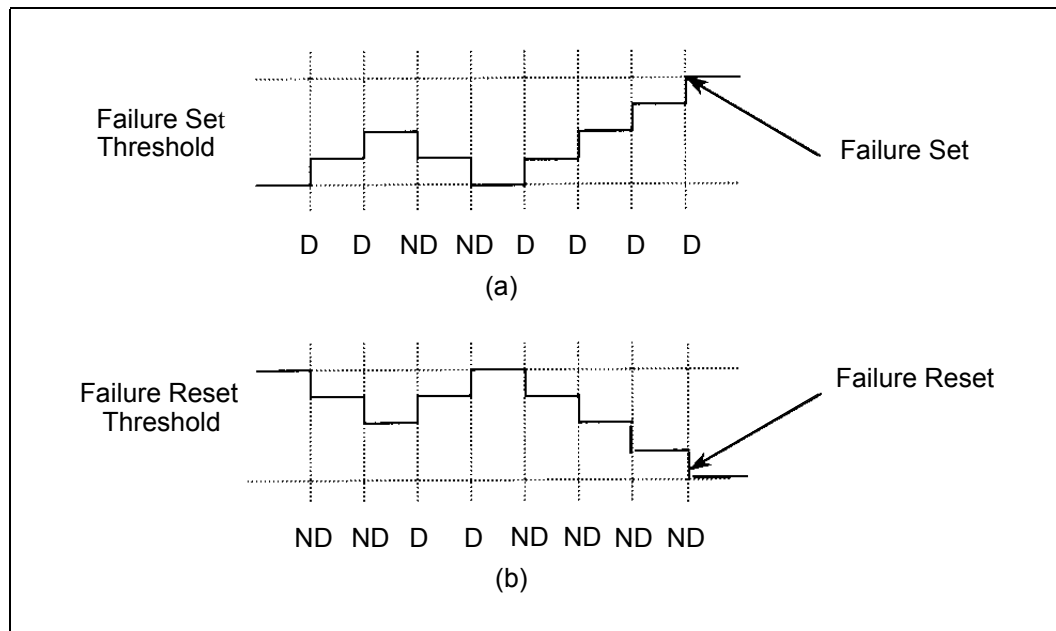 Failure Set
Threshold
Failure Set
D D ND ND D D D D
(a)
Failure Reset
Threshold
Failure Reset
ND ND D D ND ND ND ND
(b)